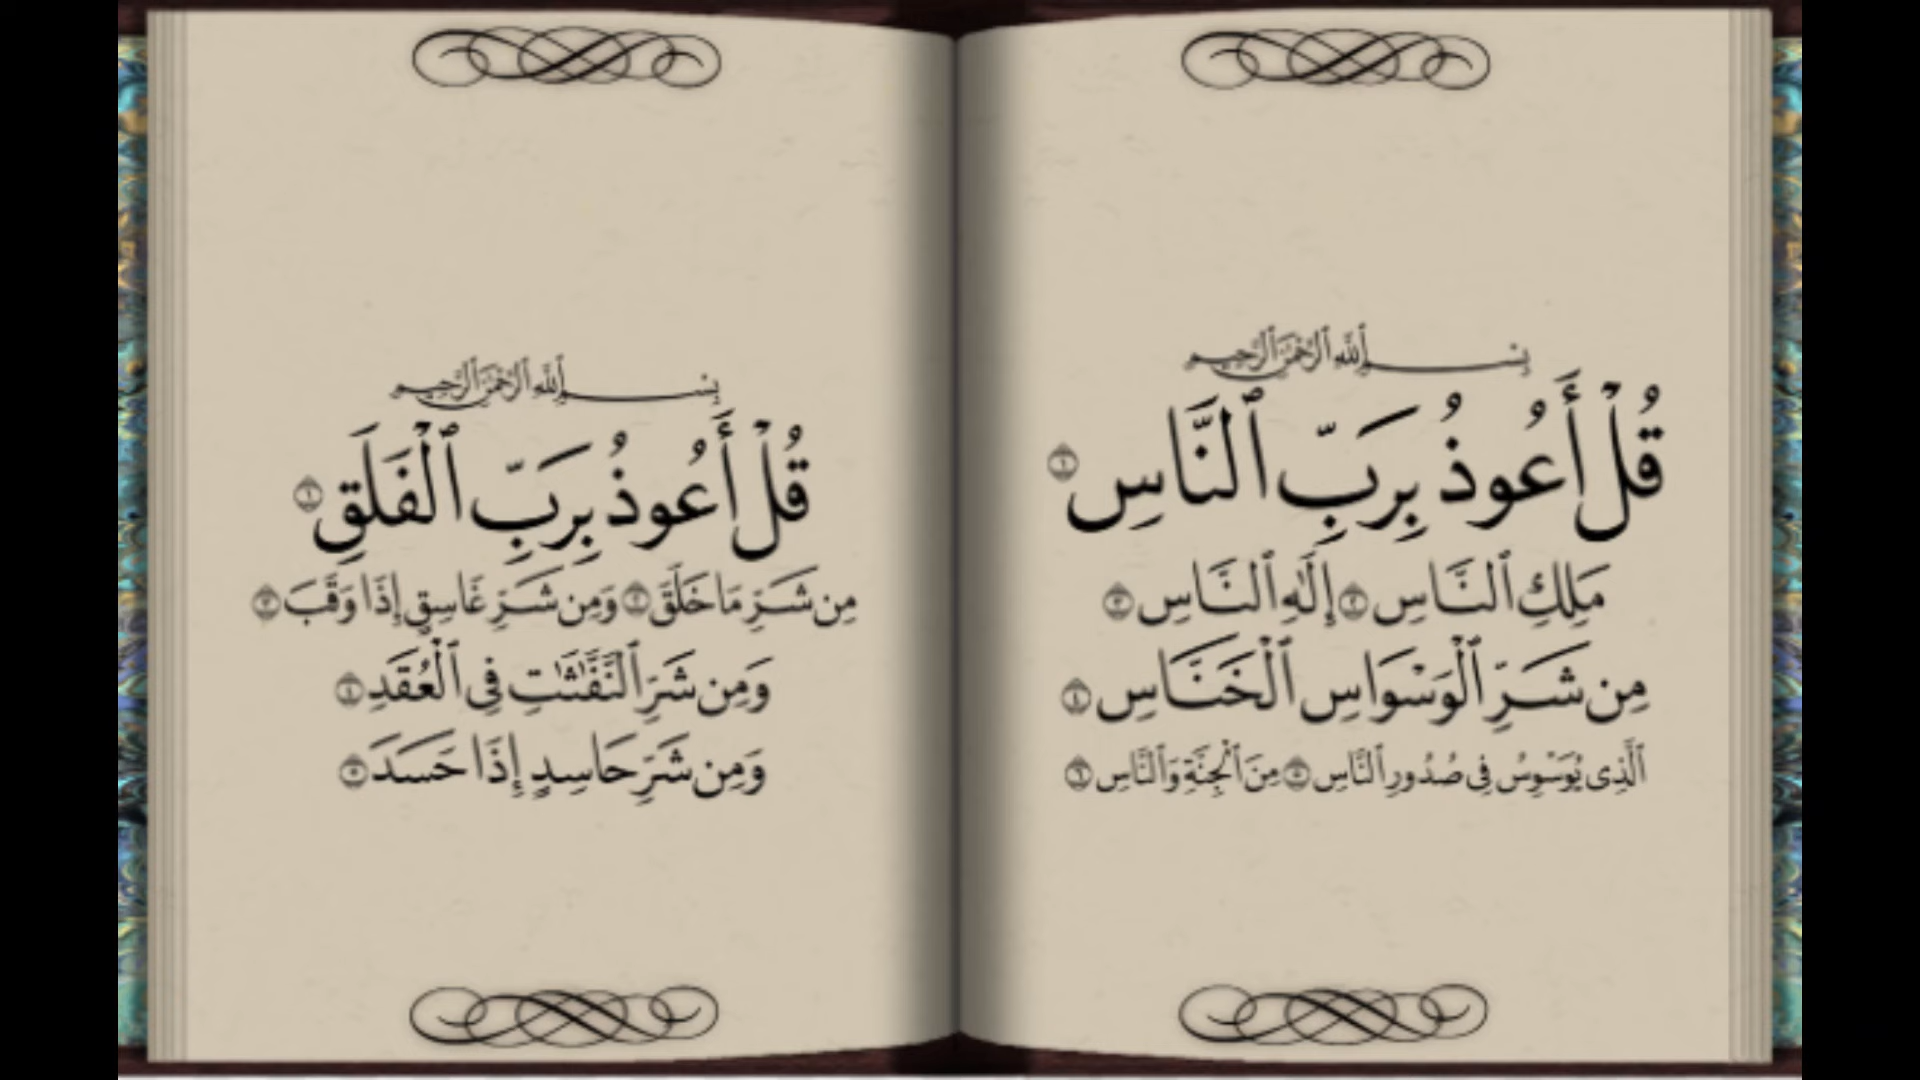 بِسْمِ ٱللَّهِ ٱلرَّحْمَٰنِ ٱلرَّحِيمِ
قُلْ أَعُوذُ بِرَبِّ ٱلنَّاسِ ١
مَلِكِ ٱلنَّاسِ ٢ إِلَٰهِ ٱلنَّاسِ ٣
مِن شَرِّ ٱلْوَسْوَاسِ ٱلْخَنَّاسِ ٤
ٱلَّذِى يُوَسْوِسُ فِى صُدُورِ ٱلنَّاسِ ٥ مِنَ ٱلْجِنَّةِ وَٱلنَّاسِ ٦
بِسْمِ ٱللَّهِ ٱلرَّحْمَٰنِ ٱلرَّحِيمِ
قُلْ أَعُوذُ بِرَبِّ ٱلْفَلَقِ ١
مِن شَرِّ مَا خَلَقَ ٢ وَمِن شَرِّ غَاسِقٍ إِذَا وَقَبَ ٣
وَمِن شَرِّ ٱلنَّفَّٰثَٰتِ فِى ٱلْعُقَدِ ٤
وَمِن شَرِّ حَاسِدٍ إِذَا حَسَدَ ٥